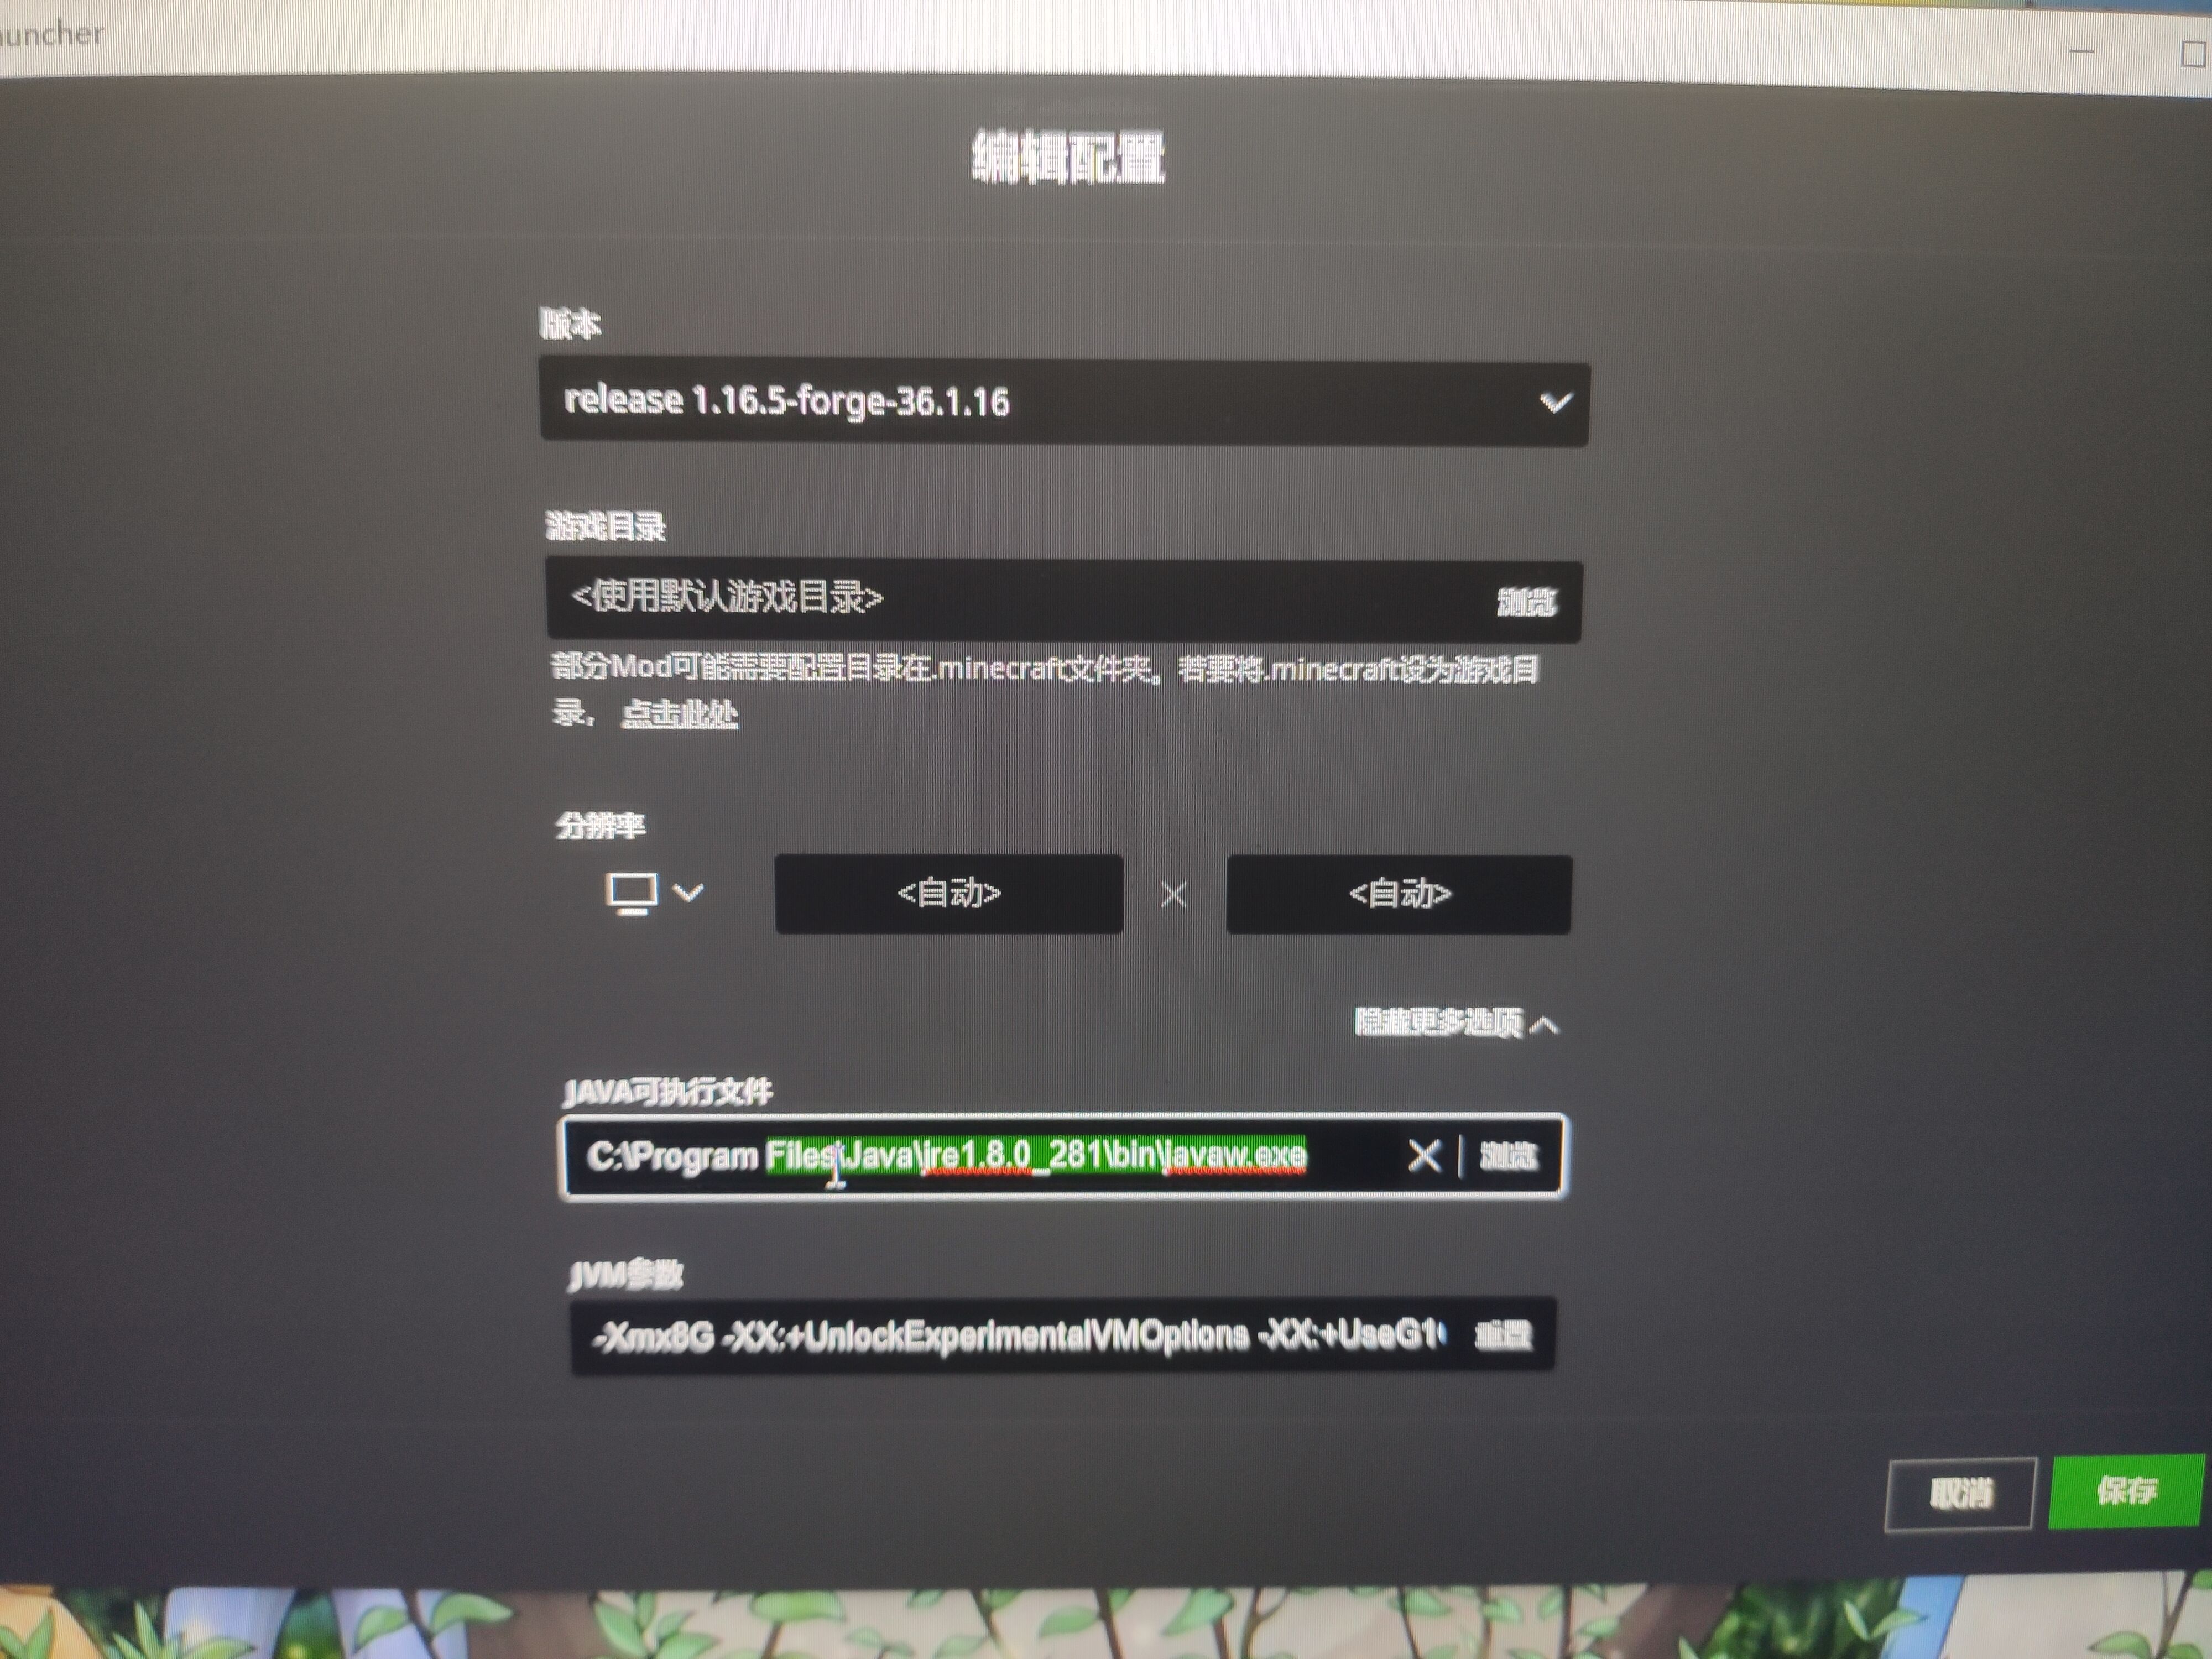 auncher
编辑配置
版本
release 1.16.5-forge-36.1.16
游戏目录
<使用默认游戏目录>
浏览
部分Mod可能需要配置目录在.minecraft文件夹。若要将.minecraft设为游戏目
录， 点击此处
分辨率
<自动>
<自动>
隐藏更多选项
JAVA可执行文件
C:\Program Files\Java\jre1.8.0_281\bin\javaw.exe
浏览
JVM参数
-Xmx8G -XX:+UnlockExperimentalVMOptions -XX:+UseG1
重置
取消
保存